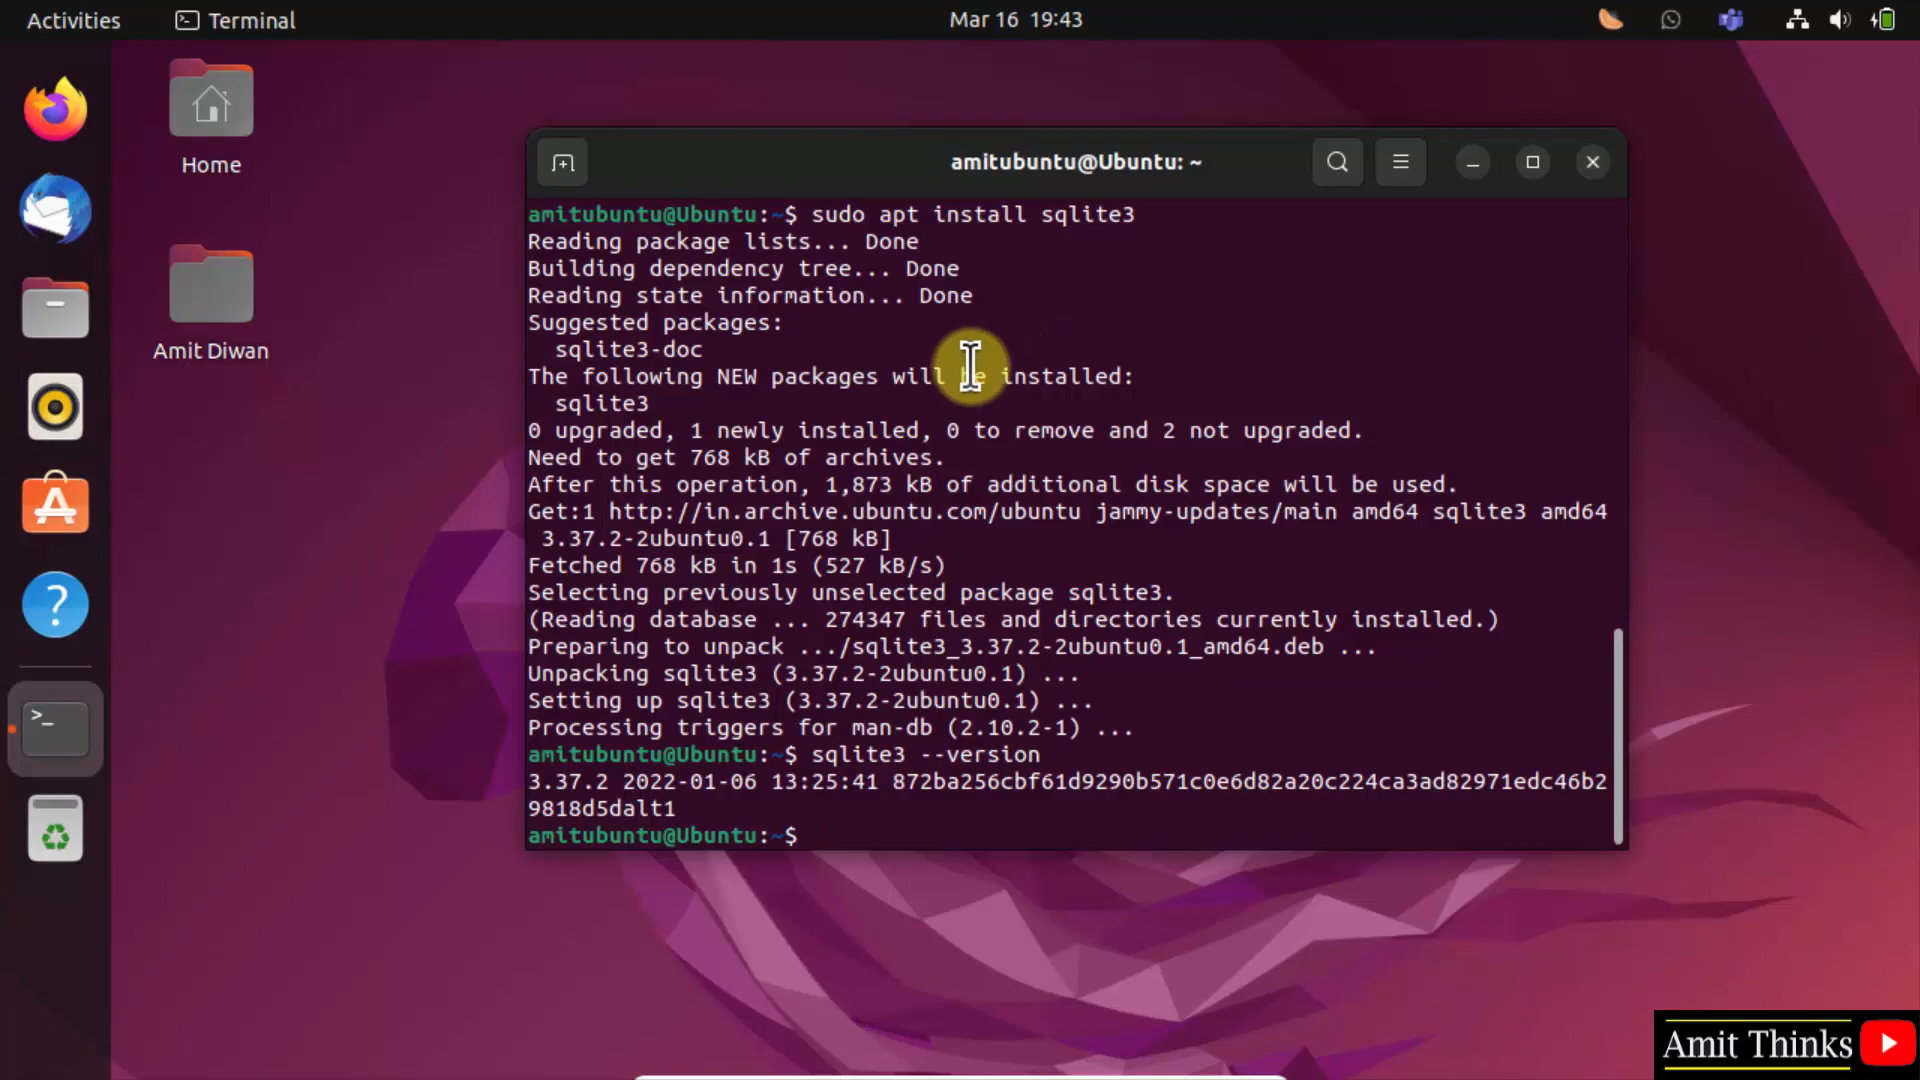 Activities Terminal Mar 16 19:43
Home
Amit Diwan
amitubuntu@Ubuntu: ~
amitubuntu@Ubuntu:~$ sudo apt install sqlite3
Reading package lists... Done
Building dependency tree... Done
Reading state information... Done
Suggested packages:
  sqlite3-doc
The following NEW packages will be installed:
  sqlite3
0 upgraded, 1 newly installed, 0 to remove and 2 not upgraded.
Need to get 768 kB of archives.
After this operation, 1,873 kB of additional disk space will be used.
Get:1 http://in.archive.ubuntu.com/ubuntu jammy-updates/main amd64 sqlite3 amd64
 3.37.2-2ubuntu0.1 [768 kB]
Fetched 768 kB in 1s (527 kB/s)
Selecting previously unselected package sqlite3.
(Reading database ... 274347 files and directories currently installed.)
Preparing to unpack .../sqlite3_3.37.2-2ubuntu0.1_amd64.deb ...
Unpacking sqlite3 (3.37.2-2ubuntu0.1) ...
Setting up sqlite3 (3.37.2-2ubuntu0.1) ...
Processing triggers for man-db (2.10.2-1) ...
amitubuntu@Ubuntu:~$ sqlite3 --version
3.37.2 2022-01-06 13:25:41 872ba256cbf61d9290b571c0e6d82a20c224ca3ad82971edc46b2
9818d5dalt1
amitubuntu@Ubuntu:~$
Amit Thinks